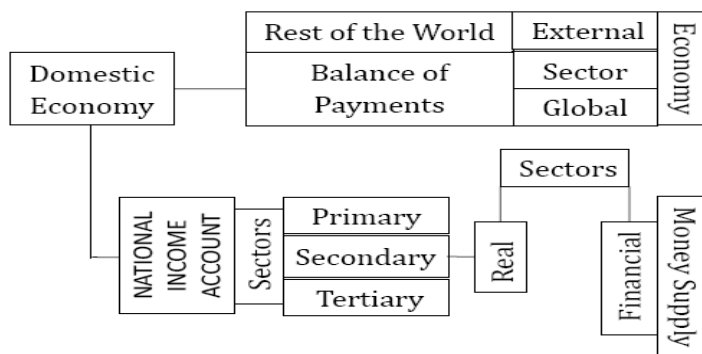 Rest of the World
External
Economy
Domestic
Economy
Balance of
Payments
Sector
Global
Sectors
NATIONAL
INCOME
ACCOUNT
Sectors
Primary
Secondary
Tertiary
Real
Financial
Money Supply